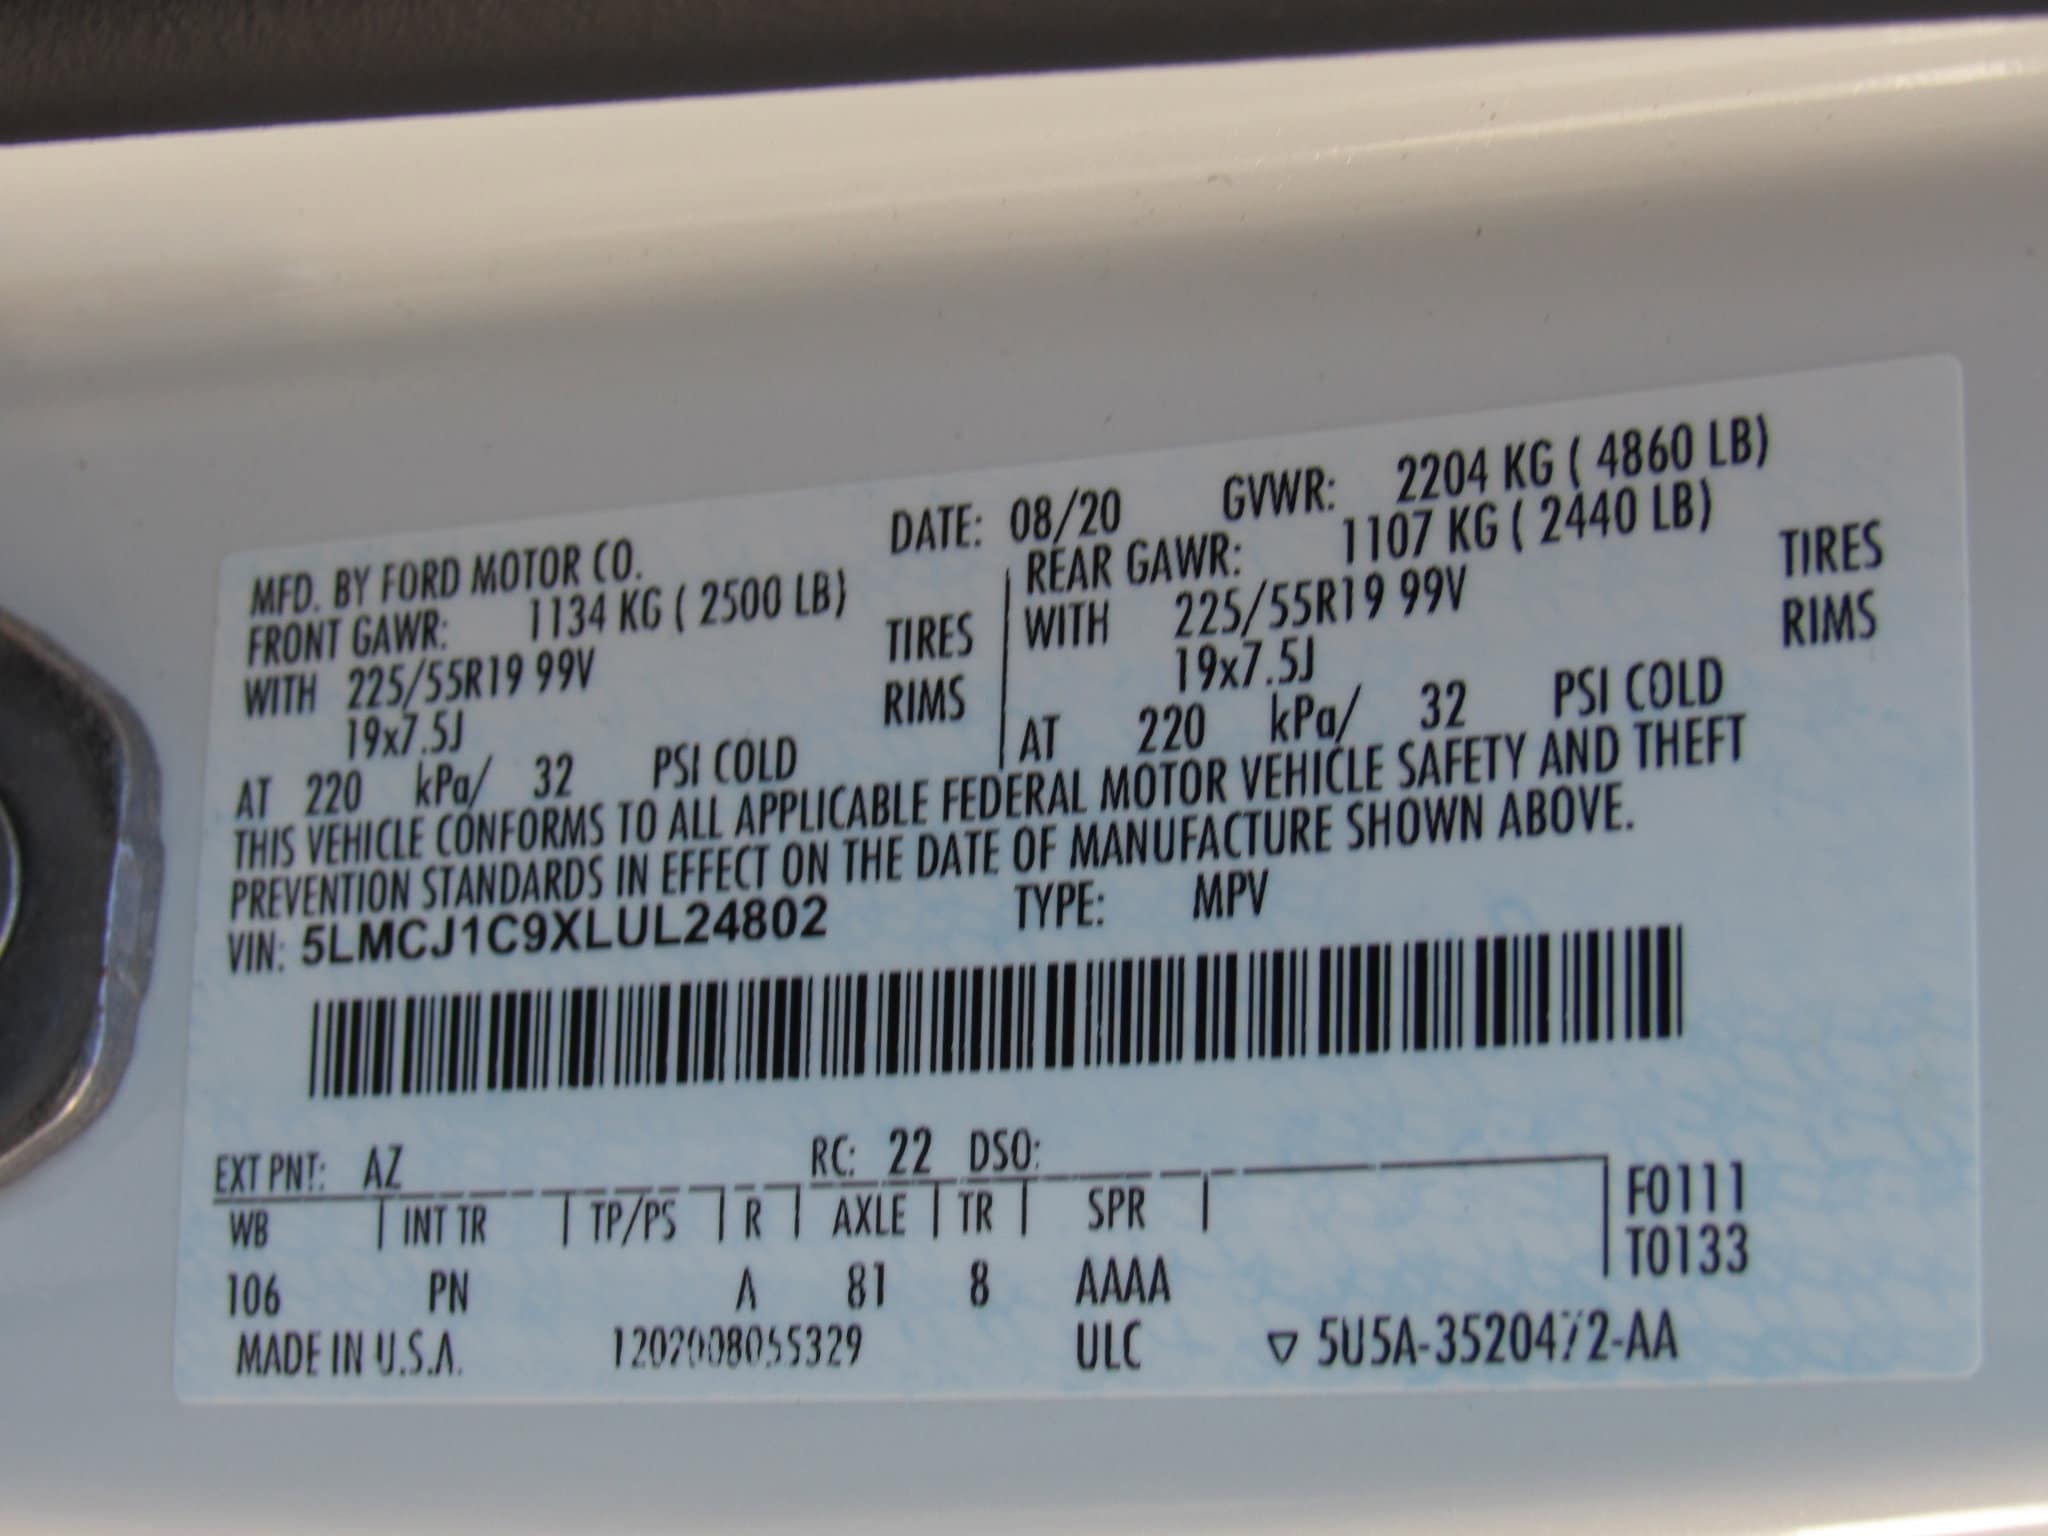 DATE: 08/20 GVWR: 2204 KG ( 4860 LB)
MFD. BY FORD MOTOR CO.
FRONT GAWR: 1134 KG ( 2500 LB)
WITH 225/55R19 99V TIRES
19x7.5J RIMS
AT 220 kPa/ 32 PSI COLD
REAR GAWR: 1107 KG ( 2440 LB)
WITH 225/55R19 99V TIRES
19x7.5J RIMS
AT 220 kPa/ 32 PSI COLD
THIS VEHICLE CONFORMS TO ALL APPLICABLE FEDERAL MOTOR VEHICLE SAFETY AND THEFT
PREVENTION STANDARDS IN EFFECT ON THE DATE OF MANUFACTURE SHOWN ABOVE.
VIN: 5LMCJ1C9XLUL24802 TYPE: MPV
EXT PNT: AZ RC: 22 DSO:
WB | INT TR | TP/PS | R | AXLE | TR | SPR | F0111
T0133
106 PN A 81 8 AAAA
MADE IN U.S.A. 1202008055329 ULC ▽ 5U5A-3520472-AA